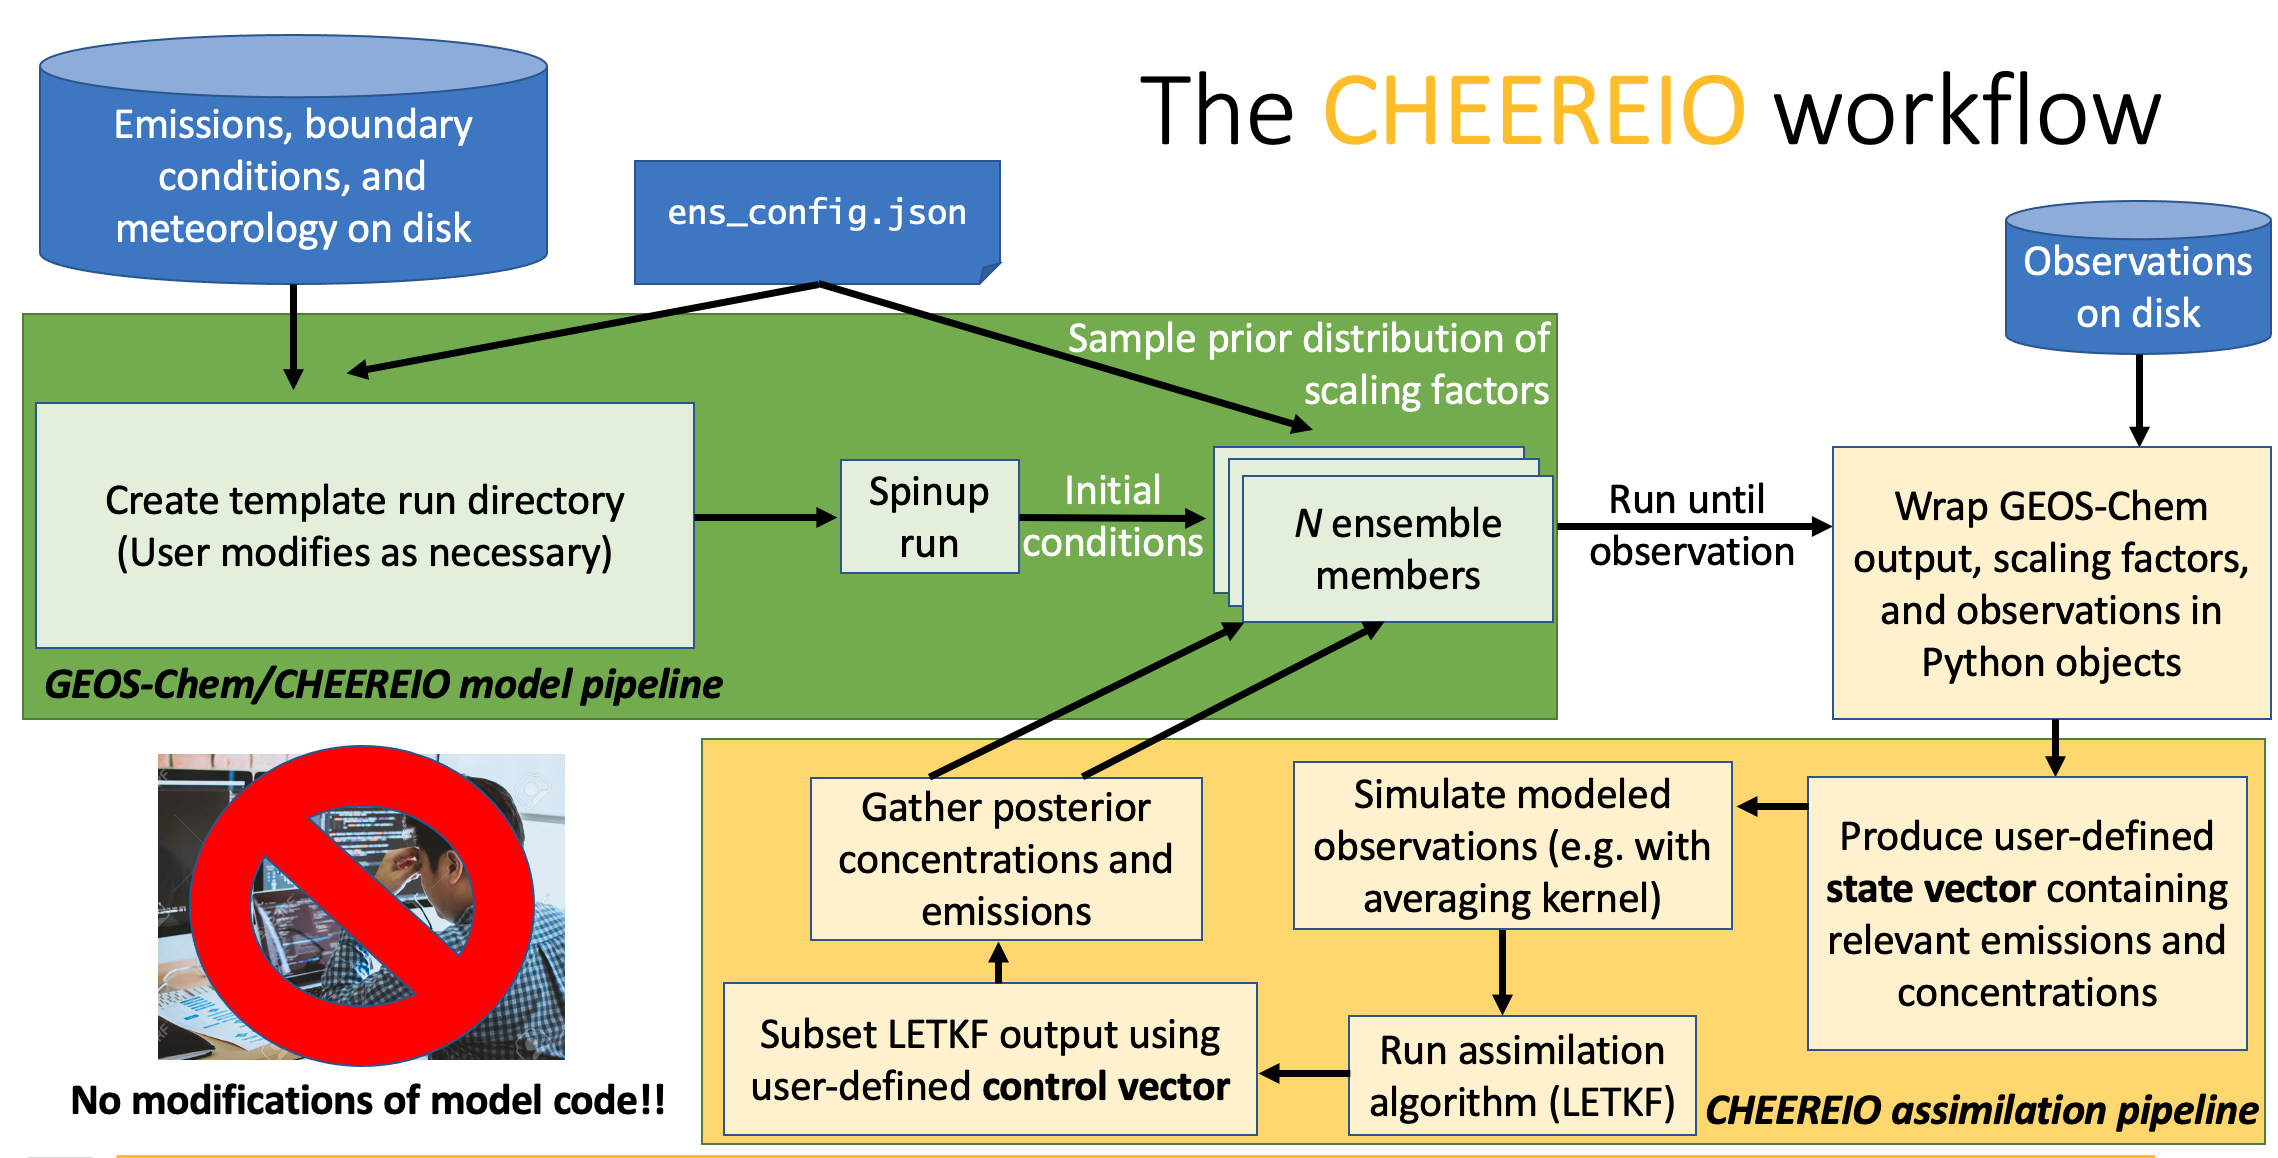 The CHEEREIO workflow
Emissions, boundary
conditions, and
meteorology on disk
ens_config.json
Observations
on disk
Sample prior distribution of
scaling factors
Create template run directory
(User modifies as necessary)
Spinup
run
Initial
conditions
N ensemble
members
Run until
observation
Wrap GEOS-Chem
output, scaling factors,
and observations in
Python objects
GEOS-Chem/CHEEREIO model pipeline
Gather posterior
concentrations and
emissions
Simulate modeled
observations (e.g. with
averaging kernel)
Produce user-defined
state vector containing
relevant emissions and
concentrations
Subset LETKF output using
user-defined control vector
Run assimilation
algorithm (LETKF)
CHEEREIO assimilation pipeline
No modifications of model code!!